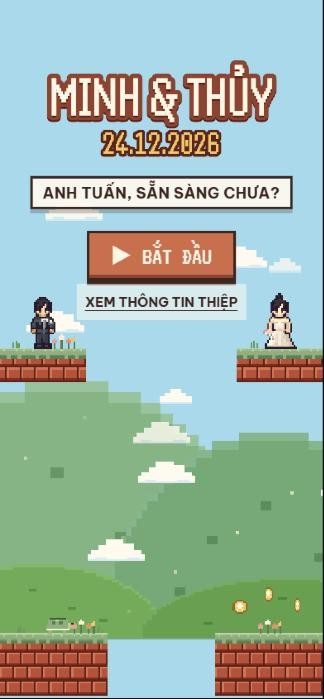 MINH & THỦY
24.12.2026
ANH TUẤN, SẴN SÀNG CHƯA?
BẮT ĐẦU
XEM THÔNG TIN THIỆP